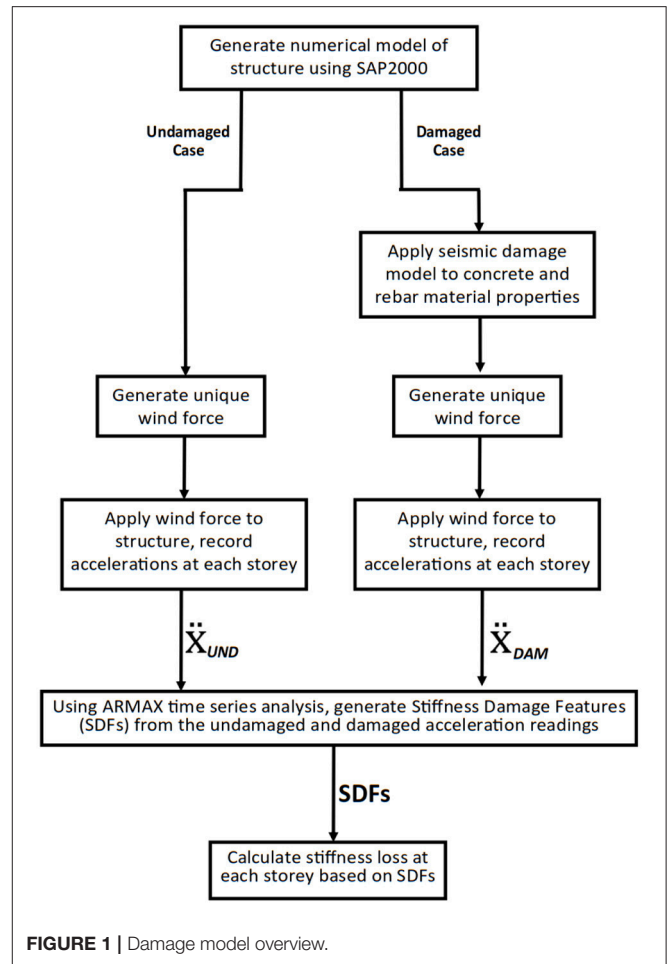 Generate numerical model of
structure using SAP2000
Undamaged
Case
Damaged
Case
Apply seismic damage
model to concrete and
rebar material properties
Generate unique
wind force
Generate unique
wind force
Apply wind force to
structure, record
accelerations at each storey
Apply wind force to
structure, record
accelerations at each storey
Ẍ_UND
Ẍ_DAM
Using ARMAX time series analysis, generate Stiffness Damage Features
(SDFs) from the undamaged and damaged acceleration readings
SDFs
Calculate stiffness loss at
each storey based on SDFs
FIGURE 1 | Damage model overview.